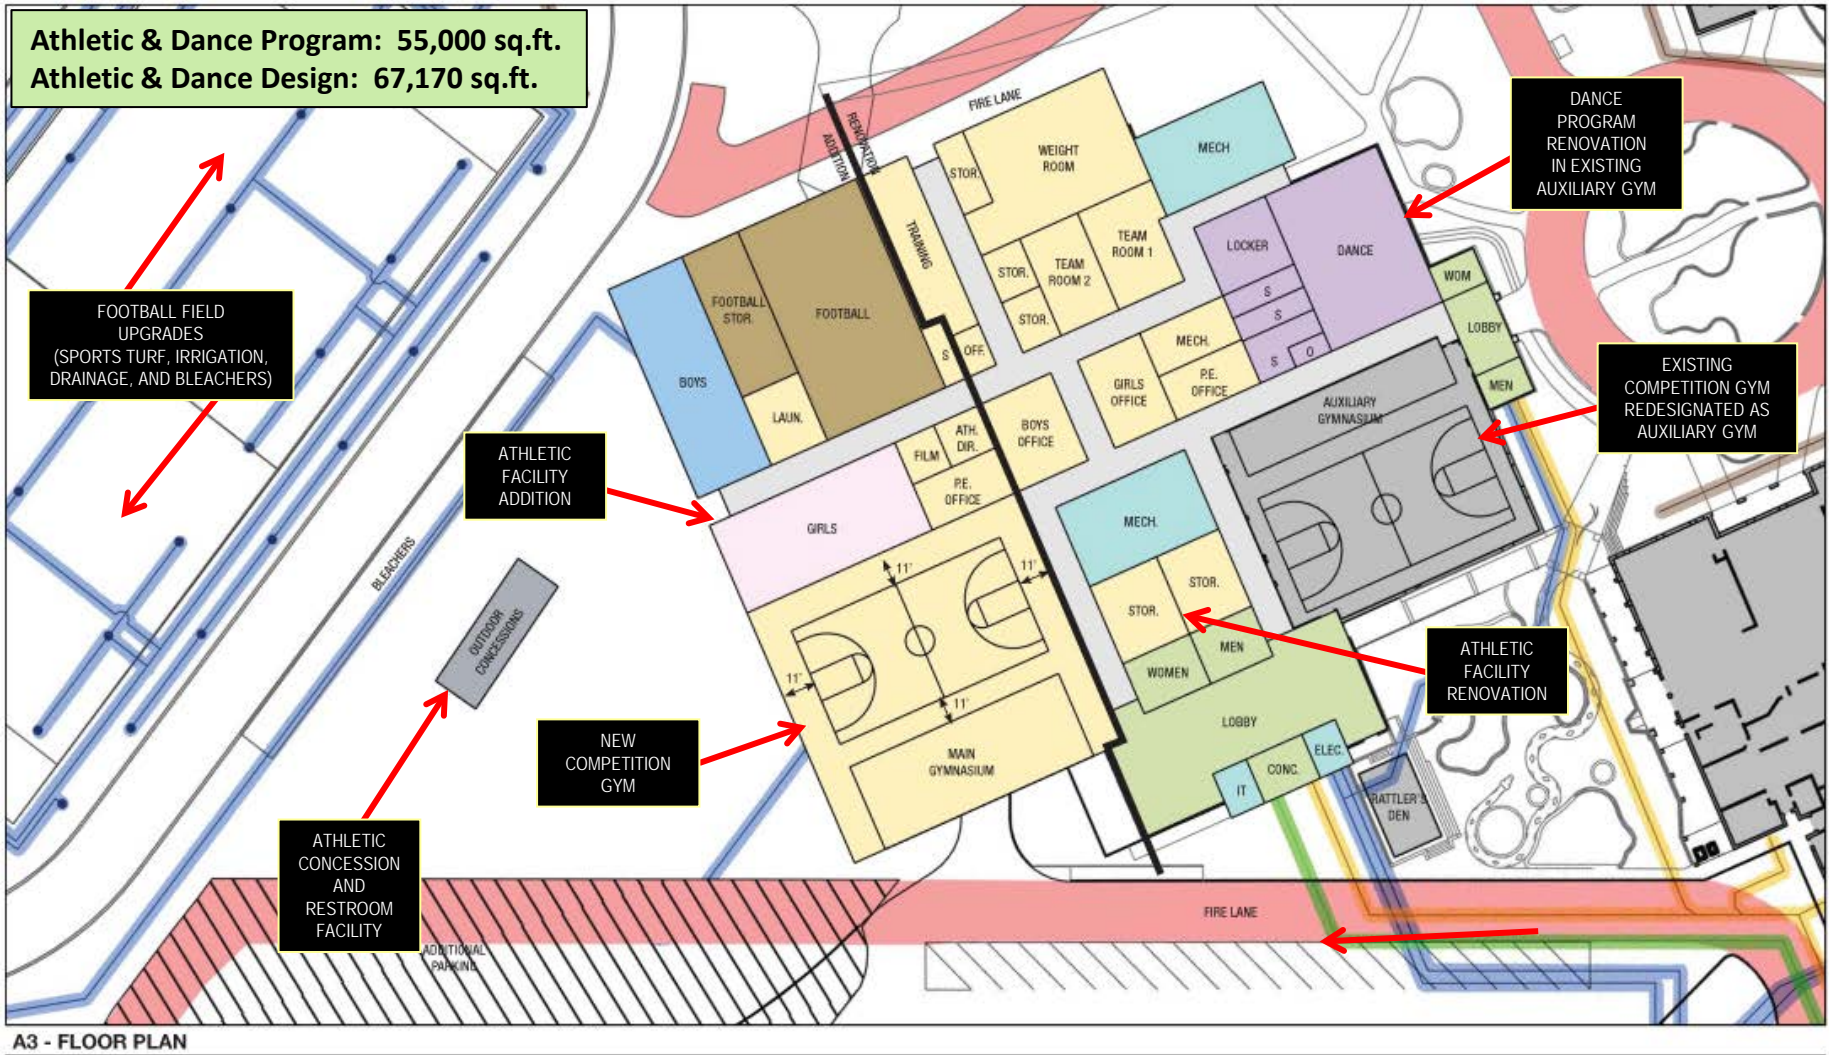 Athletic & Dance Program: 55,000 sq.ft.
Athletic & Dance Design: 67,170 sq.ft.
FIRE LANE
RENOVATION
ADDITION
DANCE
PROGRAM
RENOVATION
IN EXISTING
AUXILIARY GYM
WEIGHT
ROOM
MECH
STOR.
TRAINING
TEAM
ROOM 1
TEAM
ROOM 2
STOR.
STOR.
LOCKER
DANCE
S
S
S
O
WOM
LOBBY
MEN
FOOTBALL FIELD
UPGRADES
(SPORTS TURF, IRRIGATION,
DRAINAGE, AND BLEACHERS)
FOOTBALL
STOR.
FOOTBALL
BOYS
LAUN.
S
OFF.
MECH.
GIRLS
OFFICE
P.E.
OFFICE
EXISTING
COMPETITION GYM
REDESIGNATED AS
AUXILIARY GYM
AUXILIARY
GYMNASIUM
ATHLETIC
FACILITY
ADDITION
FILM
ATH.
DIR.
BOYS
OFFICE
P.E.
OFFICE
GIRLS
MECH.
BLEACHERS
11'
11'
11'
11'
STOR.
STOR.
OUTDOOR
CONCESSIONS
MEN
WOMEN
ATHLETIC
FACILITY
RENOVATION
LOBBY
NEW
COMPETITION
GYM
MAIN
GYMNASIUM
ELEC.
CONC.
IT
RATTLER'S
DEN
ATHLETIC
CONCESSION
AND
RESTROOM
FACILITY
FIRE LANE
ADDITIONAL
PARKING
A3 - FLOOR PLAN